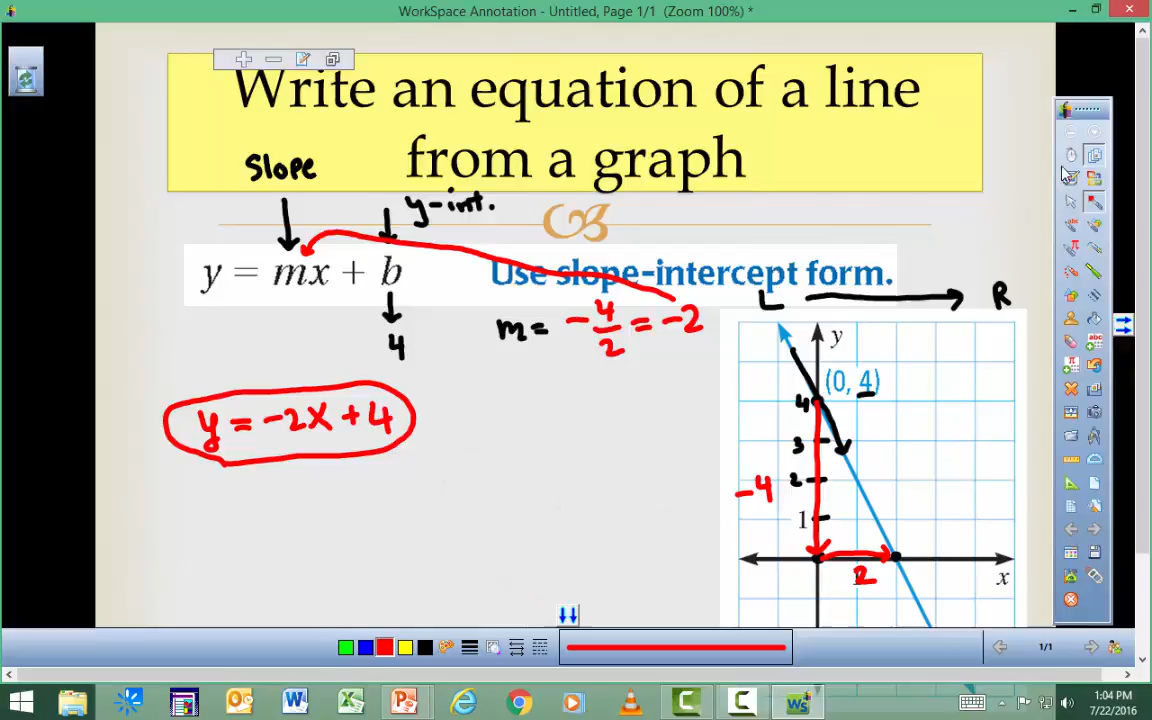 WorkSpace Annotation - Untitled, Page 1/1 (Zoom 100%) *
Write an equation of a line
from a graph
Slope
y-int.
y = mx + b
Use slope-intercept form.
L R
m = -4/2 = -2
4
y = -2x + 4
y
(0, 4)
4
3
2
-4
1
2
x
1/1
1:04 PM
7/22/2016